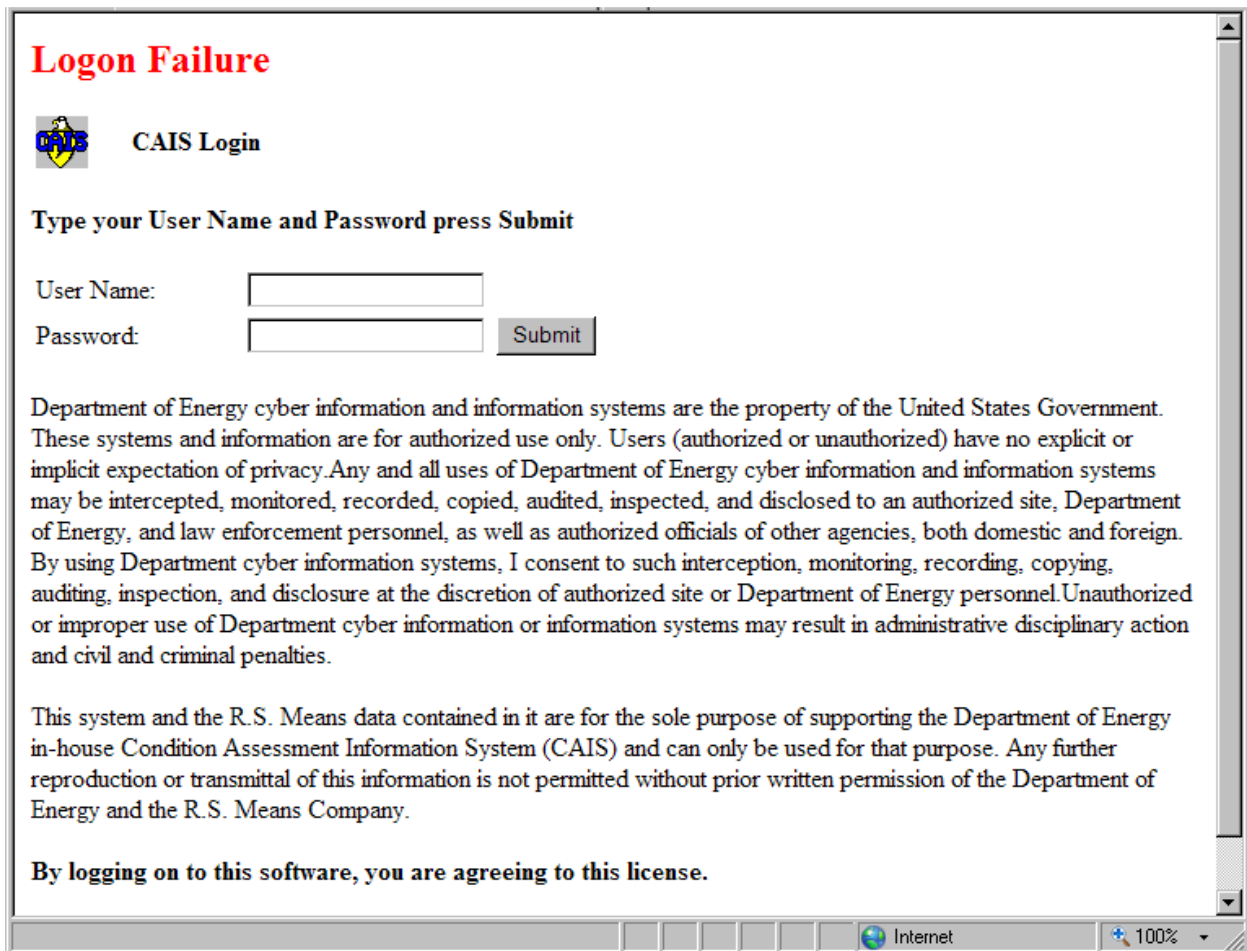 Logon Failure
CAIS
CAIS Login
Type your User Name and Password press Submit
User Name:
Password:
Submit
Department of Energy cyber information and information systems are the property of the United States Government.
These systems and information are for authorized use only. Users (authorized or unauthorized) have no explicit or
implicit expectation of privacy.Any and all uses of Department of Energy cyber information and information systems
may be intercepted, monitored, recorded, copied, audited, inspected, and disclosed to an authorized site, Department
of Energy, and law enforcement personnel, as well as authorized officials of other agencies, both domestic and foreign.
By using Department cyber information systems, I consent to such interception, monitoring, recording, copying,
auditing, inspection, and disclosure at the discretion of authorized site or Department of Energy personnel.Unauthorized
or improper use of Department cyber information or information systems may result in administrative disciplinary action
and civil and criminal penalties.
This system and the R.S. Means data contained in it are for the sole purpose of supporting the Department of Energy
in-house Condition Assessment Information System (CAIS) and can only be used for that purpose. Any further
reproduction or transmittal of this information is not permitted without prior written permission of the Department of
Energy and the R.S. Means Company.
By logging on to this software, you are agreeing to this license.
Internet
100%